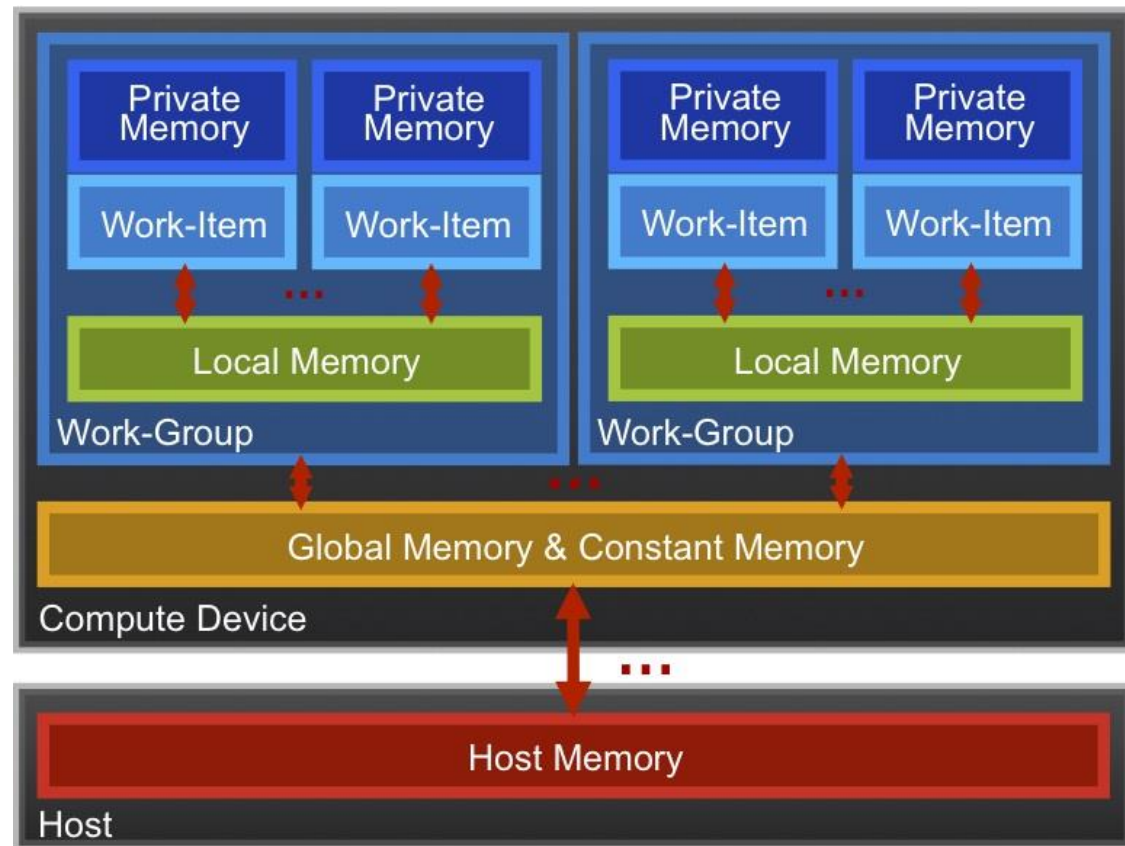 Private Private Private Private
Memory Memory Memory Memory
Work-Item Work-Item Work-Item Work-Item
... ...
Local Memory Local Memory
Work-Group Work-Group
...
Global Memory & Constant Memory
Compute Device
...
Host Memory
Host